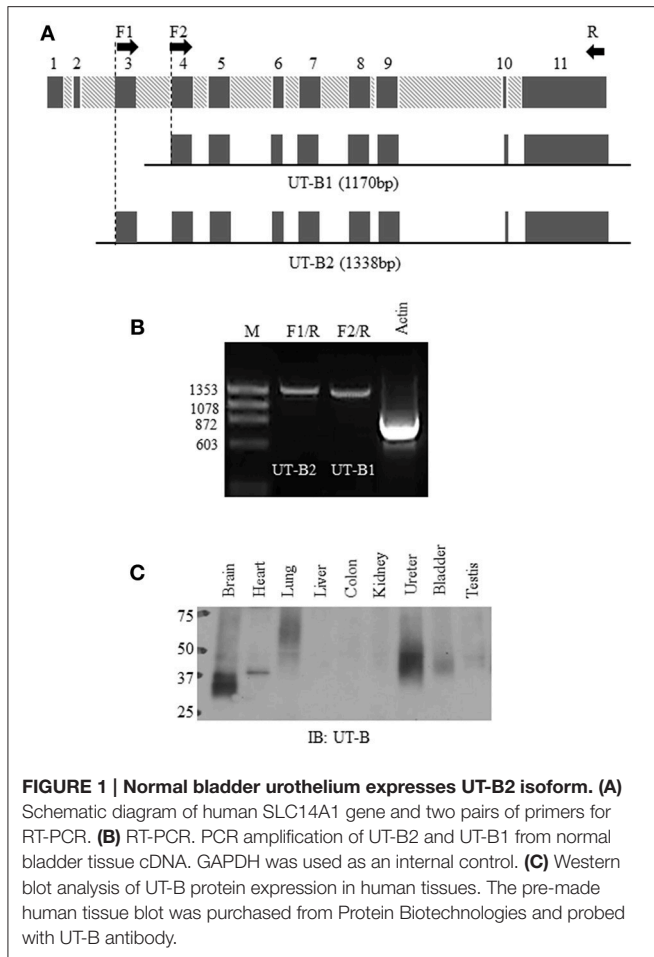 A
F1 F2 R
1 2 3 4 5 6 7 8 9 10 11
UT-B1 (1170bp)
UT-B2 (1338bp)
B
M F1/R F2/R Actin
1353
1078
872
603
UT-B2 UT-B1
C
Brain Heart Lung Liver Colon Kidney Ureter Bladder Testis
75
50
37
25
IB: UT-B
FIGURE 1 | Normal bladder urothelium expresses UT-B2 isoform. (A)
Schematic diagram of human SLC14A1 gene and two pairs of primers for
RT-PCR. (B) RT-PCR. PCR amplification of UT-B2 and UT-B1 from normal
bladder tissue cDNA. GAPDH was used as an internal control. (C) Western
blot analysis of UT-B protein expression in human tissues. The pre-made
human tissue blot was purchased from Protein Biotechnologies and probed
with UT-B antibody.